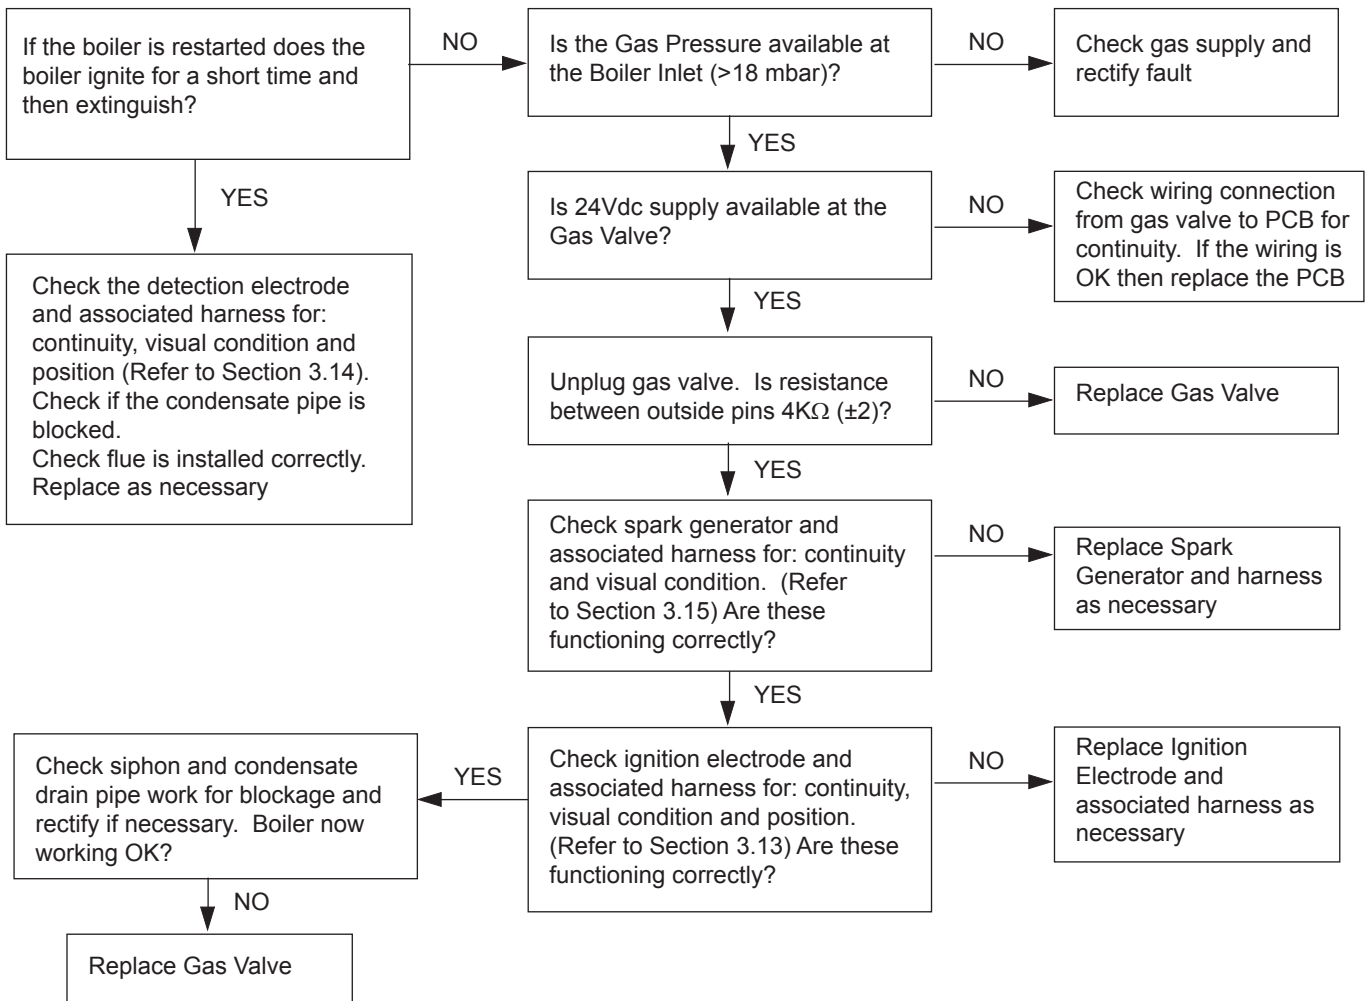 If the boiler is restarted does the
boiler ignite for a short time and
then extinguish?
NO
Is the Gas Pressure available at
the Boiler Inlet (>18 mbar)?
NO
Check gas supply and
rectify fault
YES
YES
Is 24Vdc supply available at the
Gas Valve?
NO
Check wiring connection
from gas valve to PCB for
continuity.  If the wiring is
OK then replace the PCB
Check the detection electrode
and associated harness for:
continuity, visual condition and
position (Refer to Section 3.14).
Check if the condensate pipe is
blocked.
Check flue is installed correctly.
Replace as necessary
YES
Unplug gas valve.  Is resistance
between outside pins 4KΩ (±2)?
NO
Replace Gas Valve
YES
Check spark generator and
associated harness for: continuity
and visual condition.  (Refer
to Section 3.15) Are these
functioning correctly?
NO
Replace Spark
Generator and harness
as necessary
YES
Check ignition electrode and
associated harness for: continuity,
visual condition and position.
(Refer to Section 3.13) Are these
functioning correctly?
NO
Replace Ignition
Electrode and
associated harness as
necessary
YES
Check siphon and condensate
drain pipe work for blockage and
rectify if necessary.  Boiler now
working OK?
NO
Replace Gas Valve